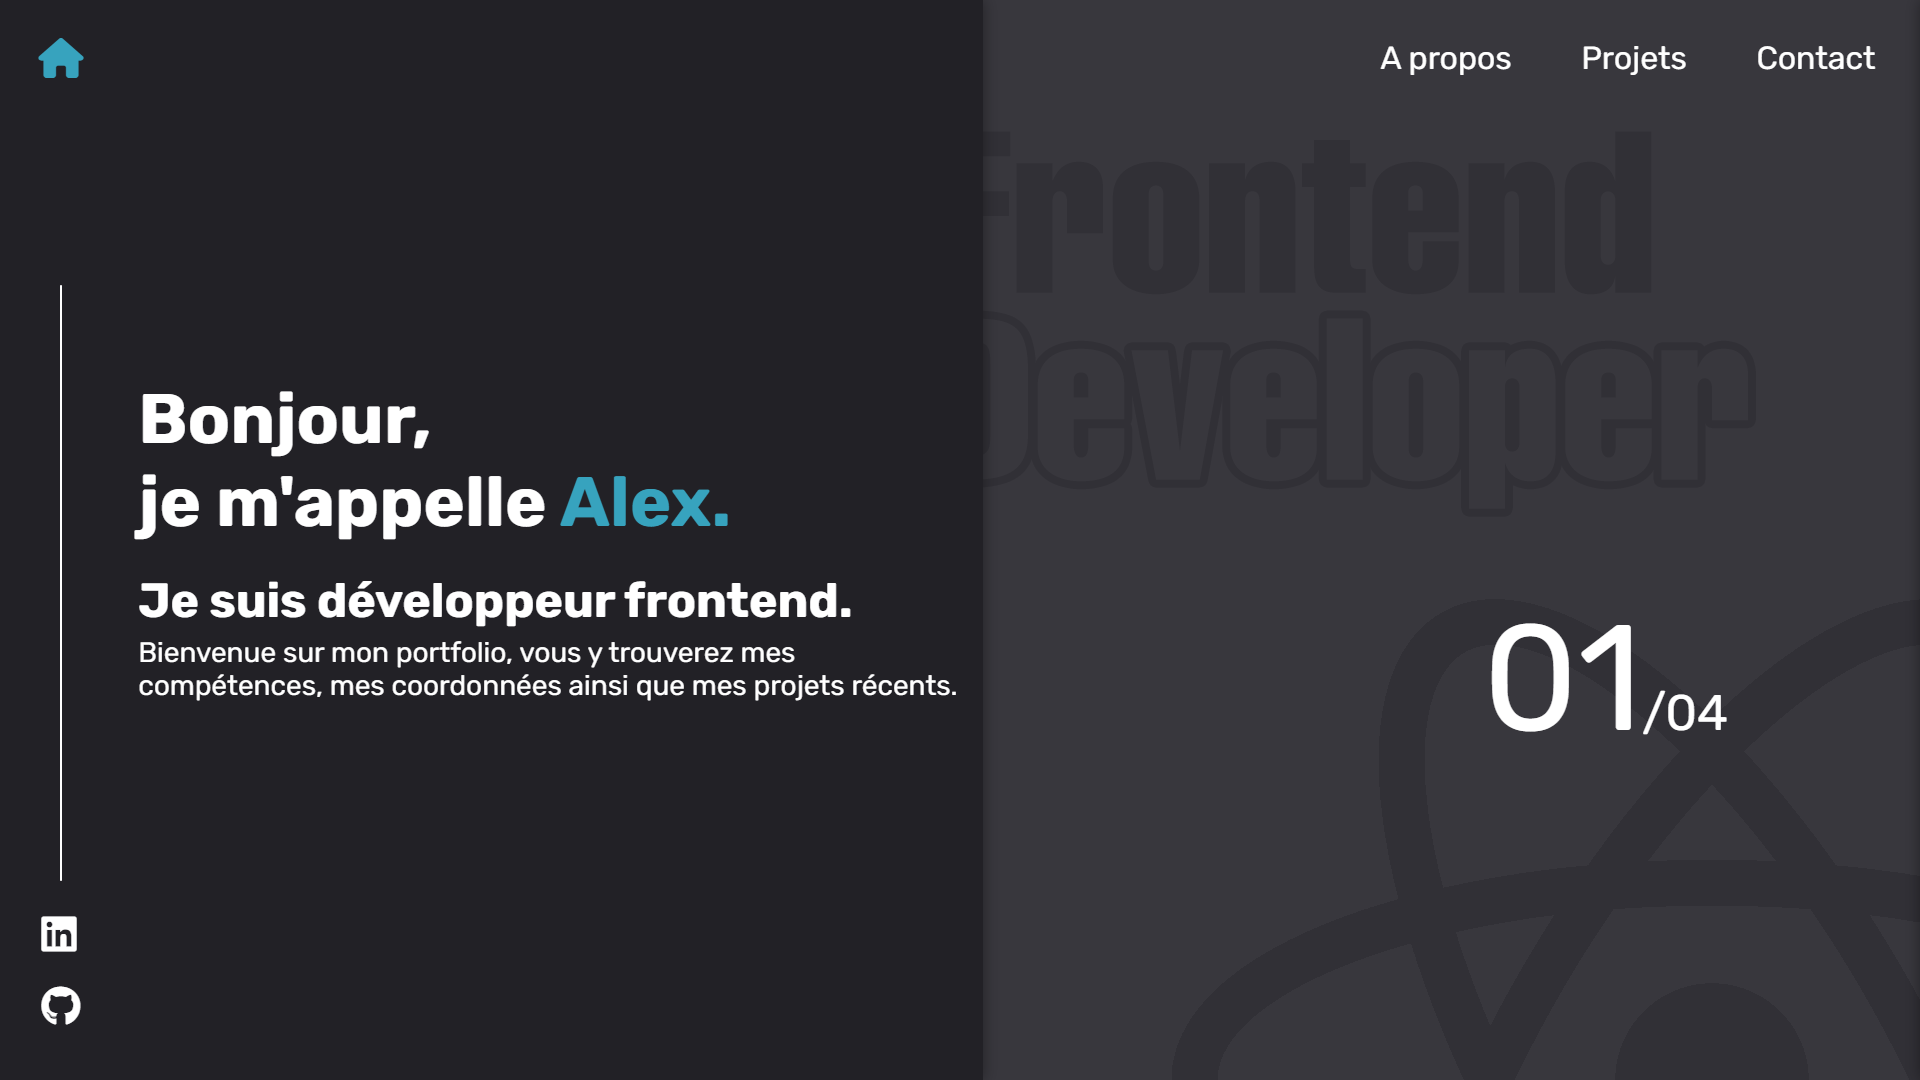 A propos Projets Contact
Frontend
Developer
Bonjour,
je m'appelle Alex.
Je suis développeur frontend.
Bienvenue sur mon portfolio, vous y trouverez mes
compétences, mes coordonnées ainsi que mes projets récents.
01/04
in